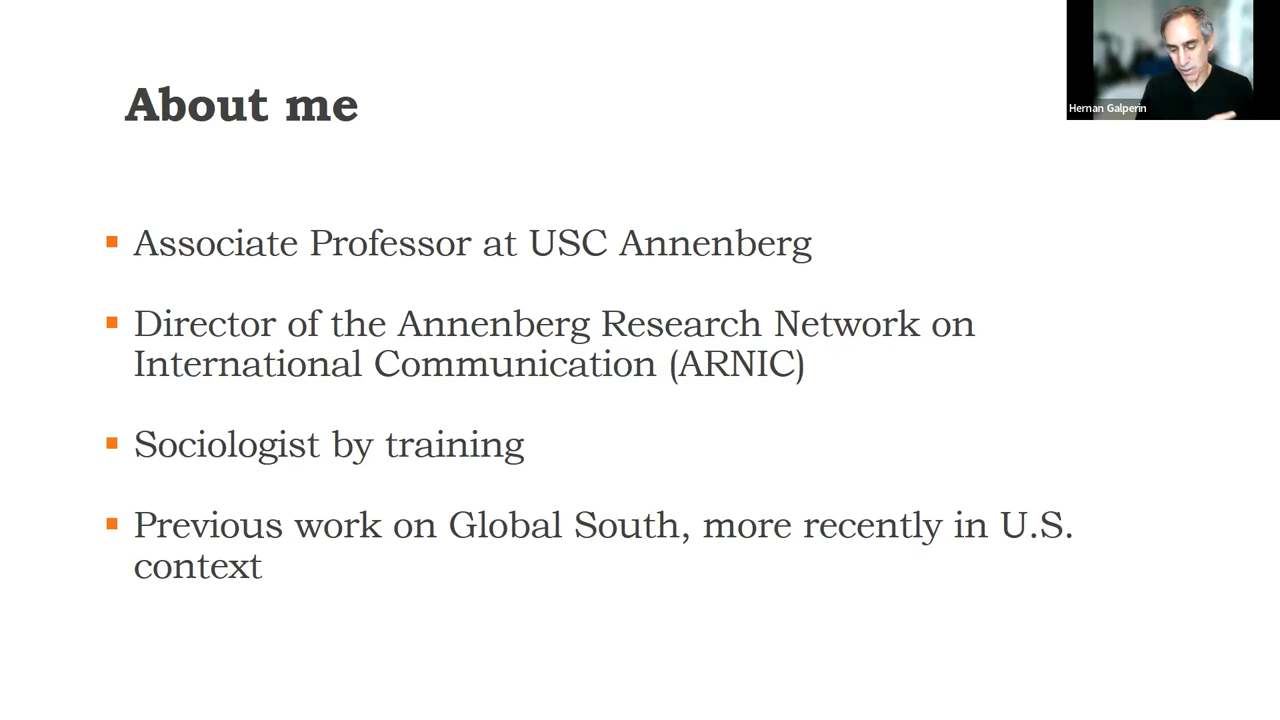 About me
Hernan Galperin
Associate Professor at USC Annenberg
Director of the Annenberg Research Network on
International Communication (ARNIC)
Sociologist by training
Previous work on Global South, more recently in U.S.
context